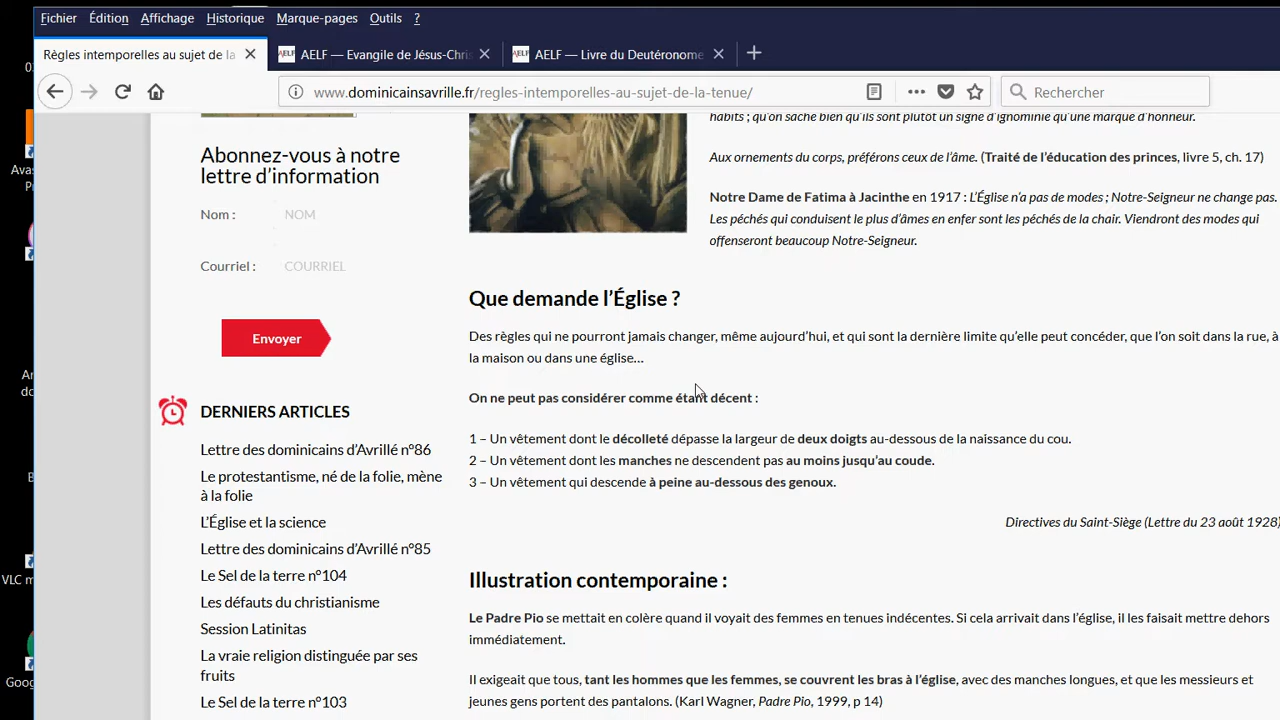 Fichier Édition Affichage Historique Marque-pages Outils ?
Règles intemporelles au sujet de la
AELF — Evangile de Jésus-Chris
AELF — Livre du Deutéronome
www.dominicainsavrille.fr/regles-intemporelles-au-sujet-de-la-tenue/
Rechercher
habits ; qu'on sache bien qu'ils sont plutôt un signe d'ignominie qu'une marque d'honneur.
Aux ornements du corps, préférons ceux de l'âme. (Traité de l'éducation des princes, livre 5, ch. 17)
Notre Dame de Fatima à Jacinthe en 1917 : L'Église n'a pas de modes ; Notre-Seigneur ne change pas.
Les péchés qui conduisent le plus d'âmes en enfer sont les péchés de la chair. Viendront des modes qui
offenseront beaucoup Notre-Seigneur.
Abonnez-vous à notre
lettre d'information
Nom : NOM
Courriel : COURRIEL
Envoyer
DERNIERS ARTICLES
Lettre des dominicains d'Avrillé n°86
Le protestantisme, né de la folie, mène
à la folie
L'Église et la science
Lettre des dominicains d'Avrillé n°85
Le Sel de la terre n°104
Les défauts du christianisme
Session Latinitas
La vraie religion distinguée par ses
fruits
Le Sel de la terre n°103
Que demande l'Église ?
Des règles qui ne pourront jamais changer, même aujourd'hui, et qui sont la dernière limite qu'elle peut concéder, que l'on soit dans la rue, à
la maison ou dans une église…
On ne peut pas considérer comme étant décent :
1 – Un vêtement dont le décolleté dépasse la largeur de deux doigts au-dessous de la naissance du cou.
2 – Un vêtement dont les manches ne descendent pas au moins jusqu'au coude.
3 – Un vêtement qui descende à peine au-dessous des genoux.
Directives du Saint-Siège (Lettre du 23 août 1928)
Illustration contemporaine :
Le Padre Pio se mettait en colère quand il voyait des femmes en tenues indécentes. Si cela arrivait dans l'église, il les faisait mettre dehors
immédiatement.
Il exigeait que tous, tant les hommes que les femmes, se couvrent les bras à l'église, avec des manches longues, et que les messieurs et
jeunes gens portent des pantalons. (Karl Wagner, Padre Pio, 1999, p 14)
VLC m
Goog